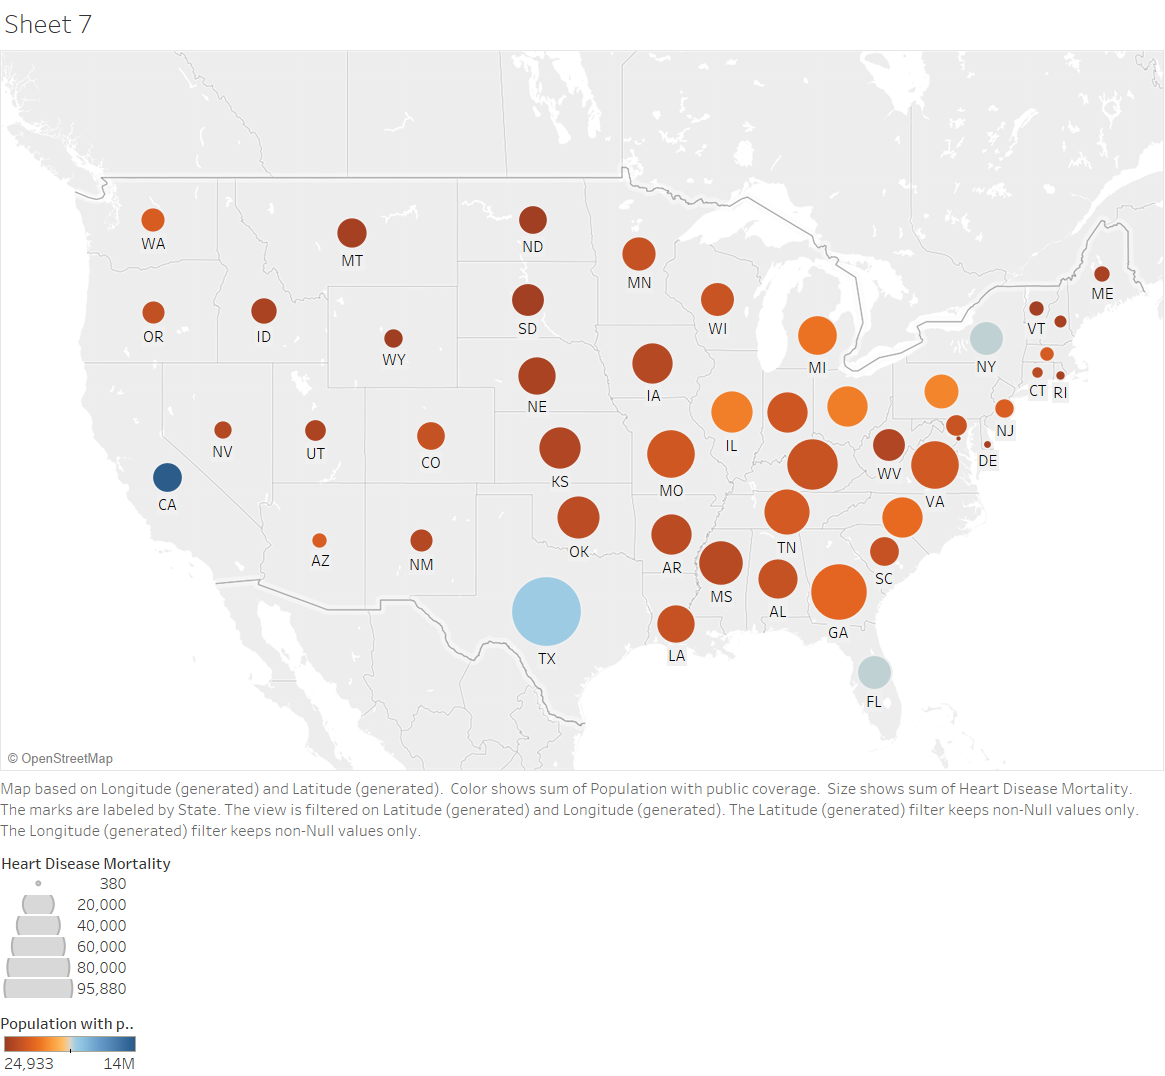 Sheet 7
WA
MT
ND
MN
ME
OR
ID
SD
WI
VT
WY
MI
NY
NE
IA
CT
RI
NV
UT
CO
IL
NJ
KS
WV
DE
CA
MO
VA
AZ
NM
OK
TN
AR
MS
SC
AL
GA
TX
LA
FL
© OpenStreetMap
Map based on Longitude (generated) and Latitude (generated). Color shows sum of Population with public coverage. Size shows sum of Heart Disease Mortality.
The marks are labeled by State. The view is filtered on Latitude (generated) and Longitude (generated). The Latitude (generated) filter keeps non-Null values only.
The Longitude (generated) filter keeps non-Null values only.
Heart Disease Mortality
380
20,000
40,000
60,000
80,000
95,880
Population with p..
24,933 14M